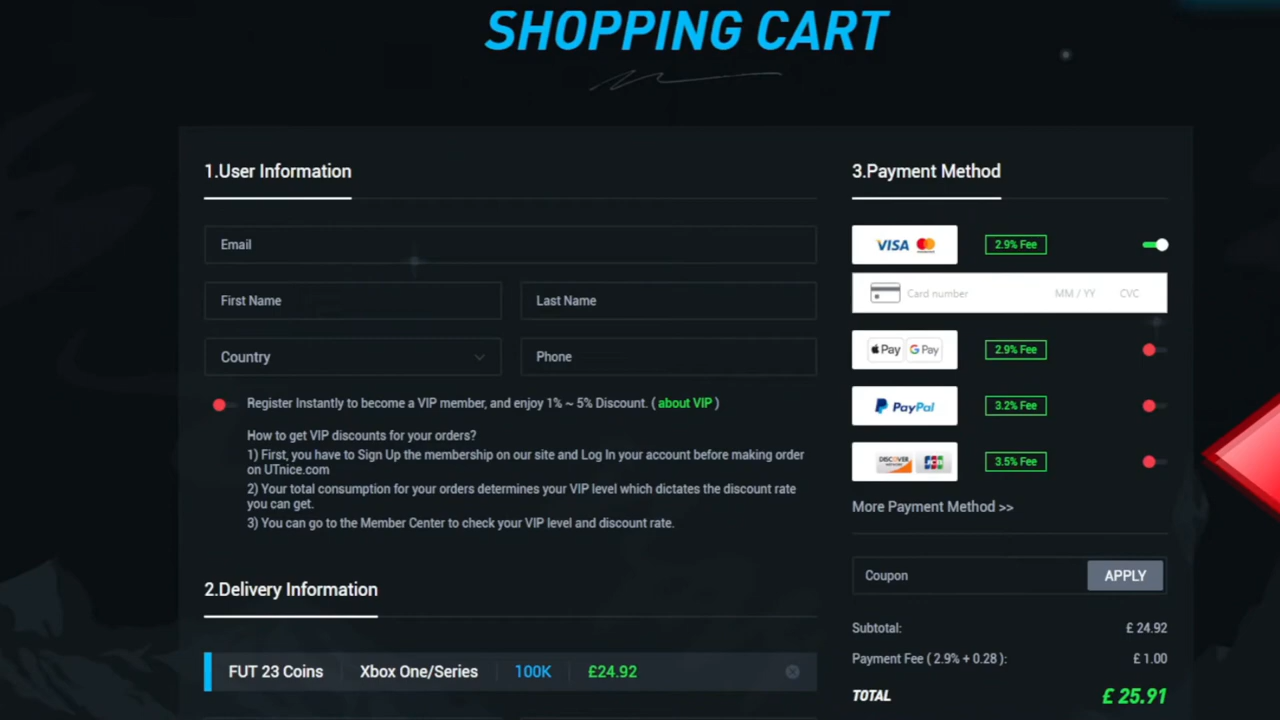 SHOPPING CART
1.User Information
Email
First Name
Last Name
Country
Phone
Register Instantly to become a VIP member, and enjoy 1% ~ 5% Discount. ( about VIP )
How to get VIP discounts for your orders?
1) First, you have to Sign Up the membership on our site and Log In your account before making order
on UTnice.com
2) Your total consumption for your orders determines your VIP level which dictates the discount rate
you can get.
3) You can go to the Member Center to check your VIP level and discount rate.
2.Delivery Information
FUT 23 Coins Xbox One/Series 100K £24.92
3.Payment Method
VISA 2.9% Fee
Card number MM / YY CVC
Pay G Pay 2.9% Fee
PayPal 3.2% Fee
DISCOVER JCB 3.5% Fee
More Payment Method >>
Coupon APPLY
Subtotal: £ 24.92
Payment Fee ( 2.9% + 0.28 ): £ 1.00
TOTAL £ 25.91